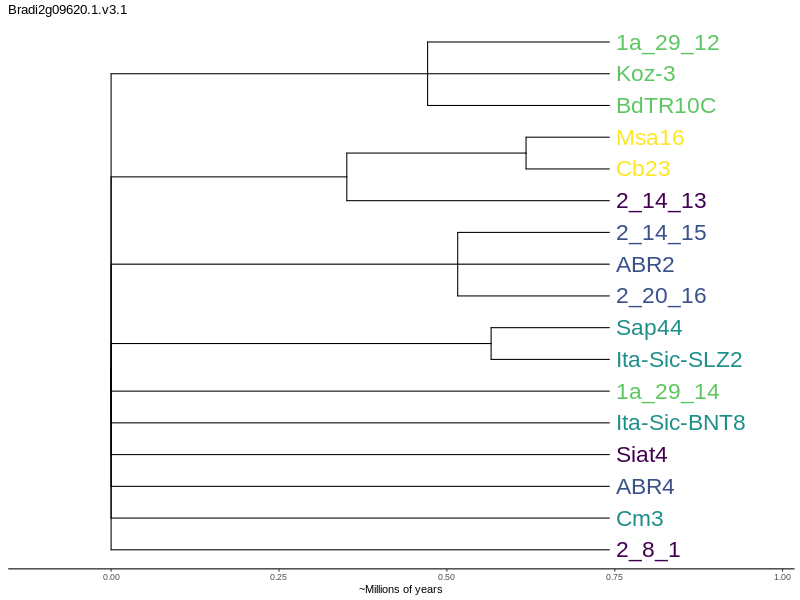 Bradi2g09620.1.v3.1
1a_29_12
Koz-3
BdTR10C
Msa16
Cb23
2_14_13
2_14_15
ABR2
2_20_16
Sap44
Ita-Sic-SLZ2
1a_29_14
Ita-Sic-BNT8
Siat4
ABR4
Cm3
2_8_1
0.00 0.25 0.50 0.75 1.00
~Millions of years